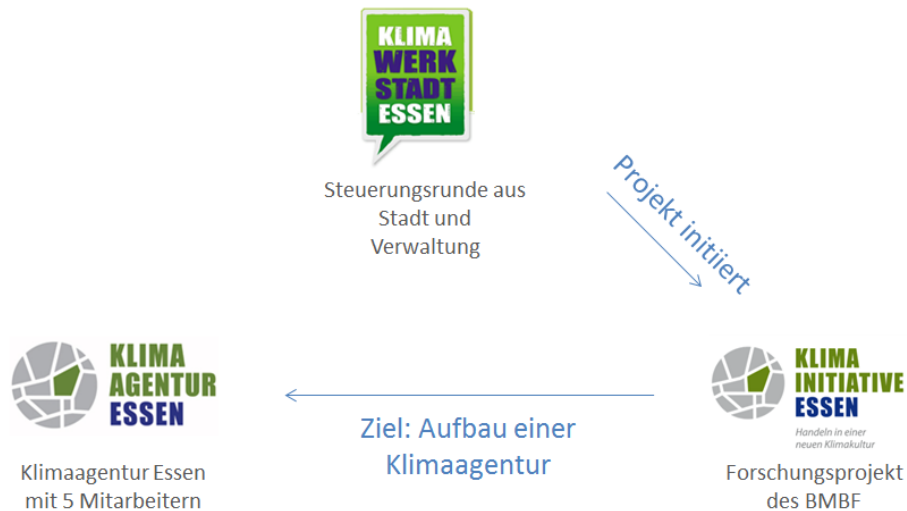 KLIMA
WERK
STADT
ESSEN
Steuerungsrunde aus
Stadt und
Verwaltung
Projekt initiiert
KLIMA
AGENTUR
ESSEN
Klimaagentur Essen
mit 5 Mitarbeitern
Ziel: Aufbau einer
Klimaagentur
KLIMA
INITIATIVE
ESSEN
Handeln in einer
neuen Klimakultur
Forschungsprojekt
des BMBF